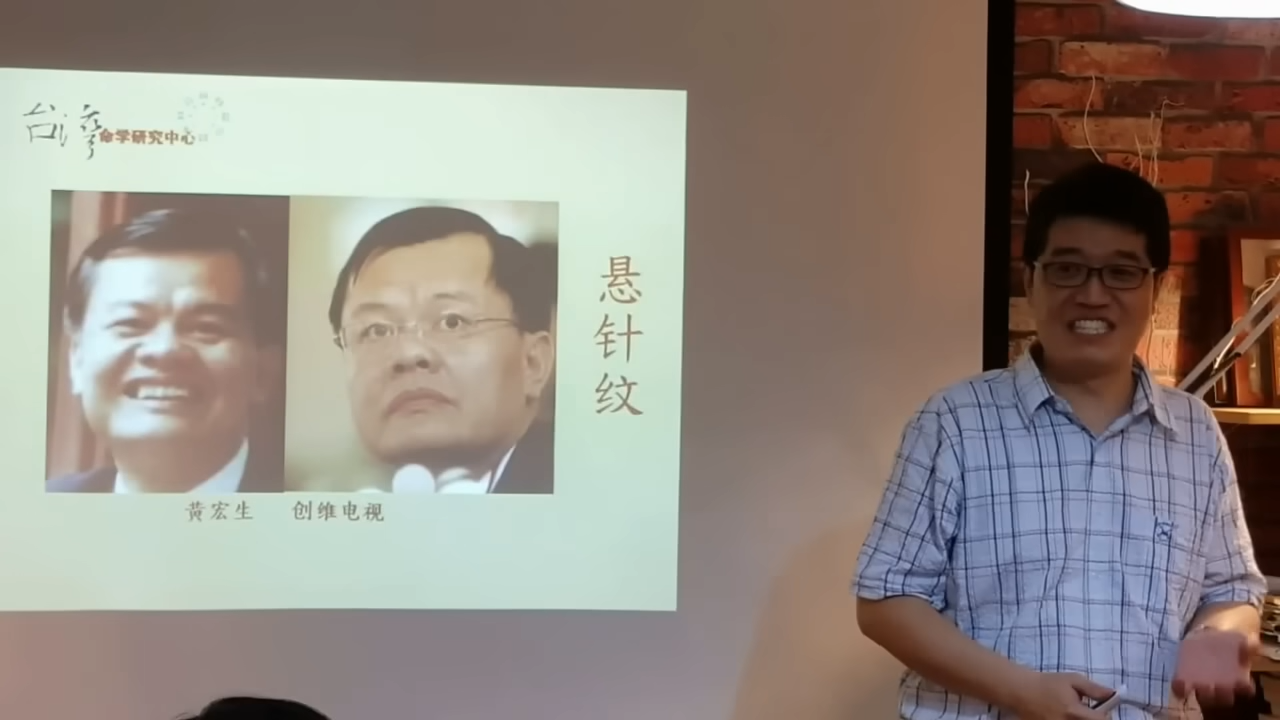 台湾命学研究中心
悬针纹
黄宏生 创维电视